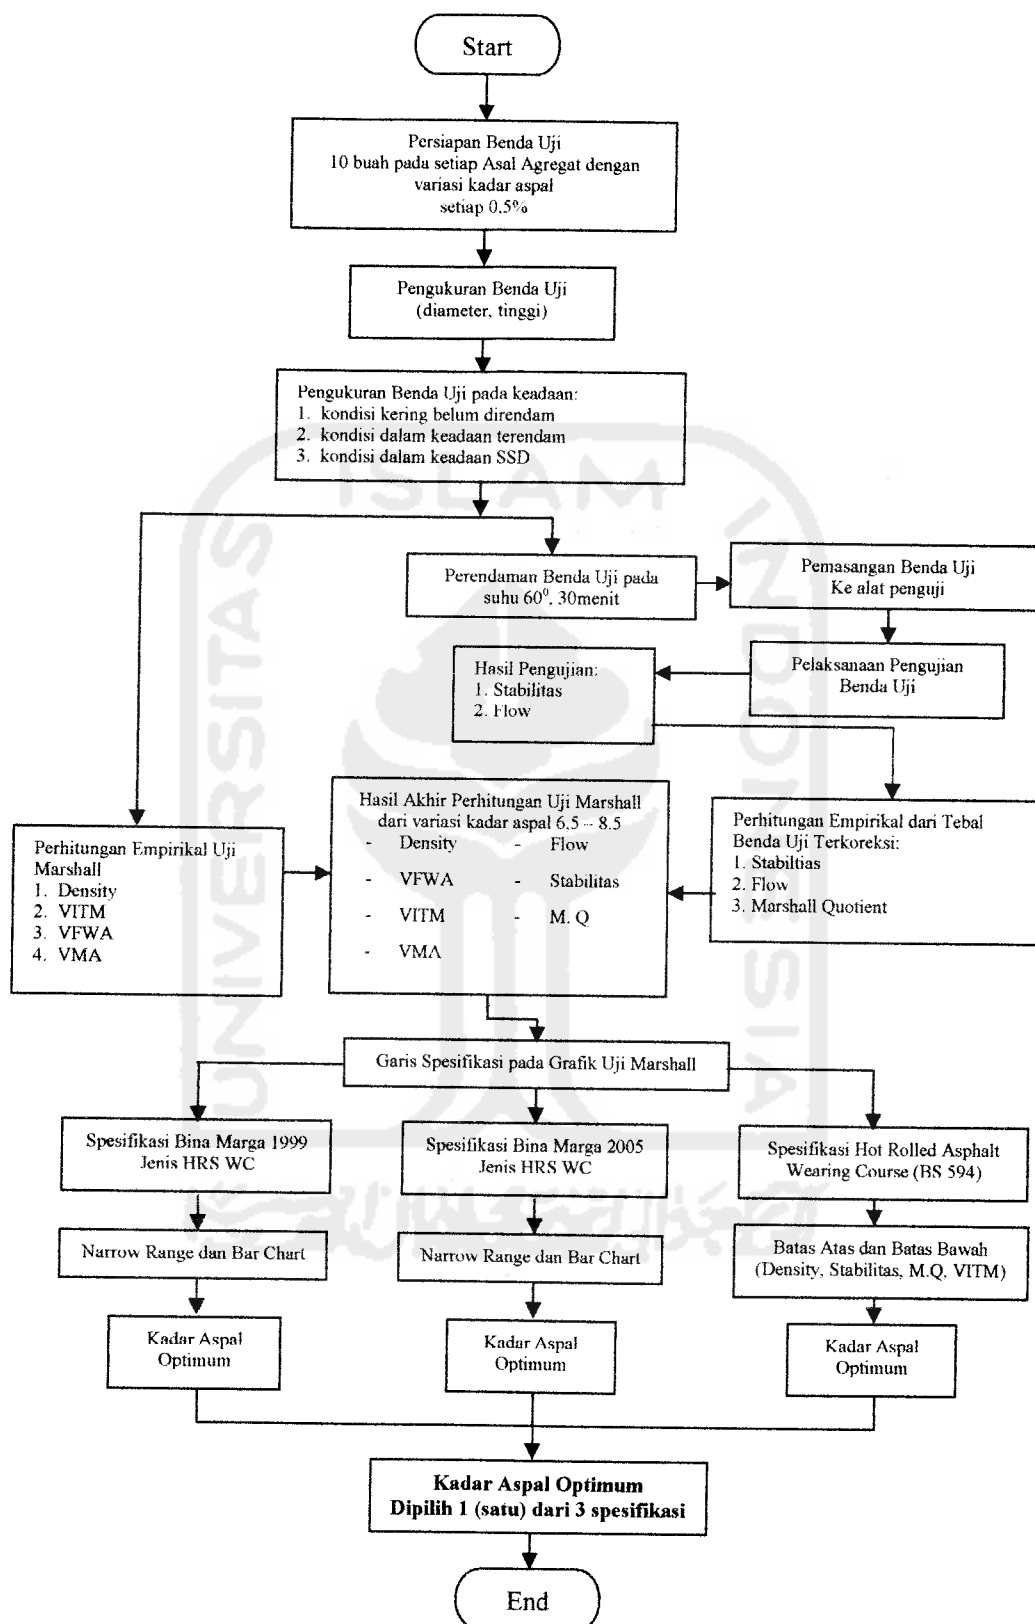 Start
Persiapan Benda Uji
10 buah pada setiap Asal Agregat dengan
variasi kadar aspal
setiap 0,5%
Pengukuran Benda Uji
(diameter, tinggi)
Pengukuran Benda Uji pada keadaan:
1. kondisi kering belum direndam
2. kondisi dalam keadaan terendam
3. kondisi dalam keadaan SSD
Perendaman Benda Uji pada
suhu 60⁰, 30menit
Pemasangan Benda Uji
Ke alat penguji
Pelaksanaan Pengujian
Benda Uji
Hasil Pengujian:
1. Stabilitas
2. Flow
Perhitungan Empirikal Uji
Marshall
1. Density
2. VITM
3. VFWA
4. VMA
Hasil Akhir Perhitungan Uji Marshall
dari variasi kadar aspal 6,5 – 8.5
- Density - Flow
- VFWA - Stabilitas
- VITM - M. Q
- VMA
Perhitungan Empirikal dari Tebal
Benda Uji Terkoreksi:
1. Stabiltias
2. Flow
3. Marshall Quotient
Garis Spesifikasi pada Grafik Uji Marshall
Spesifikasi Bina Marga 1999
Jenis HRS WC
Spesifikasi Bina Marga 2005
Jenis HRS WC
Spesifikasi Hot Rolled Asphalt
Wearing Course (BS 594)
Narrow Range dan Bar Chart
Narrow Range dan Bar Chart
Batas Atas dan Batas Bawah
(Density, Stabilitas, M.Q, VITM)
Kadar Aspal
Optimum
Kadar Aspal
Optimum
Kadar Aspal
Optimum
Kadar Aspal Optimum
Dipilih 1 (satu) dari 3 spesifikasi
End
UNIVERSITAS
ISLAM
INDONESIA